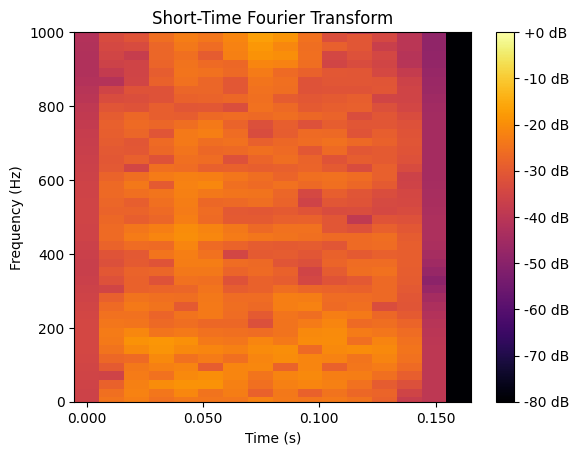 Short-Time Fourier Transform
1000
800
600
400
200
0
Frequency (Hz)
0.000
0.050
0.100
0.150
Time (s)
+0 dB
-10 dB
-20 dB
-30 dB
-40 dB
-50 dB
-60 dB
-70 dB
-80 dB